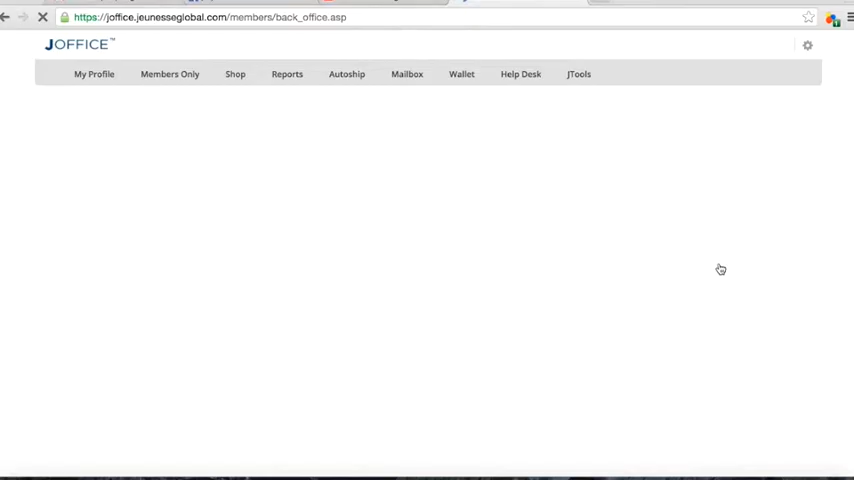 https://joffice.jeunesseglobal.com/members/back_office.asp
JOFFICE™
My Profile Members Only Shop Reports Autoship Mailbox Wallet Help Desk JTools